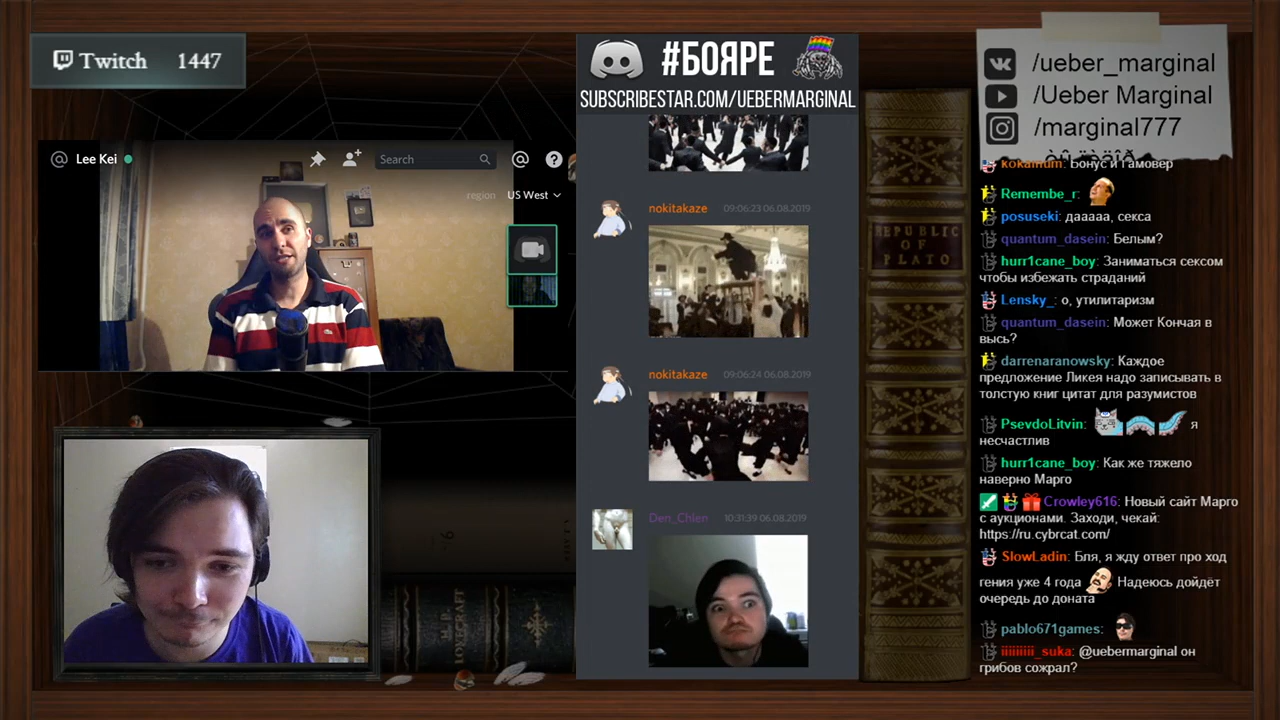 Twitch 1447
@ Lee Kei
Search
region US West
#БОЯРЕ
SUBSCRIBESTAR.COM/UEBERMARGINAL
nokitakaze 09:06:23 06.08.2019
nokitakaze 09:06:24 06.08.2019
Den_Chlen 10:31:39 06.08.2019
REPUBLIC
OF
PLATO
H.P.
LOVECRAFT
/ueber_marginal
/Ueber Marginal
/marginal777
kokamum: Бонус и гамовер
Remembe_r:
posuseki: дааааа, секса
quantum_dasein: Белым?
hurr1cane_boy: Заниматься сексом
чтобы избежать страданий
Lensky_: о, утилитаризм
quantum_dasein: Может Кончая в
высь?
darrenaranowsky: Каждое
предложение Ликея надо записывать в
толстую книг цитат для разумистов
PsevdoLitvin: я
несчастлив
hurr1cane_boy: Как же тяжело
наверно Марго
Crowley616: Новый сайт Марго
с аукционами. Заходи, чекай:
https://ru.cybrcat.com/
SlowLadin: Бля, я жду ответ про ход
гения уже 4 года Надеюсь дойдёт
очередь до доната
pablo671games:
iiiiiiiii_suka: @uebermarginal он
грибов сожрал?